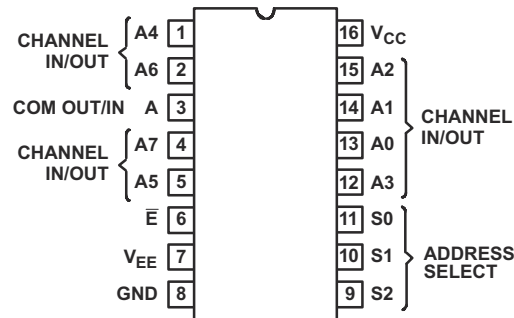 CHANNEL
IN/OUT
A4 1
A6 2
COM OUT/IN A 3
CHANNEL
IN/OUT
A7 4
A5 5
E̅ 6
VEE 7
GND 8
16 VCC
15 A2
14 A1
13 A0
12 A3
CHANNEL
IN/OUT
11 S0
10 S1
9 S2
ADDRESS
SELECT